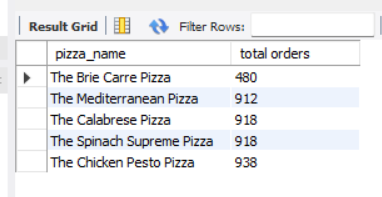 Result Grid Filter Rows:
pizza_name total orders
The Brie Carre Pizza 480
The Mediterranean Pizza 912
The Calabrese Pizza 918
The Spinach Supreme Pizza 918
The Chicken Pesto Pizza 938